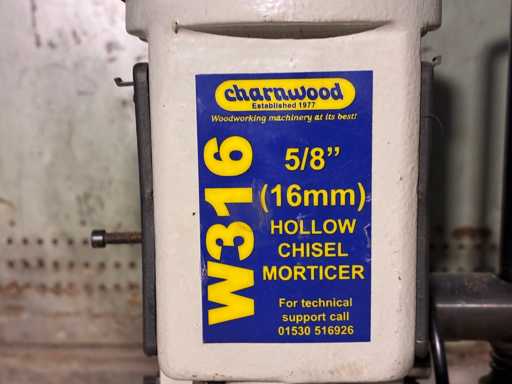 charnwood
Established 1977
Woodworking machinery at its best!
W316
5/8”
(16mm)
HOLLOW
CHISEL
MORTICER
For technical
support call
01530 516926